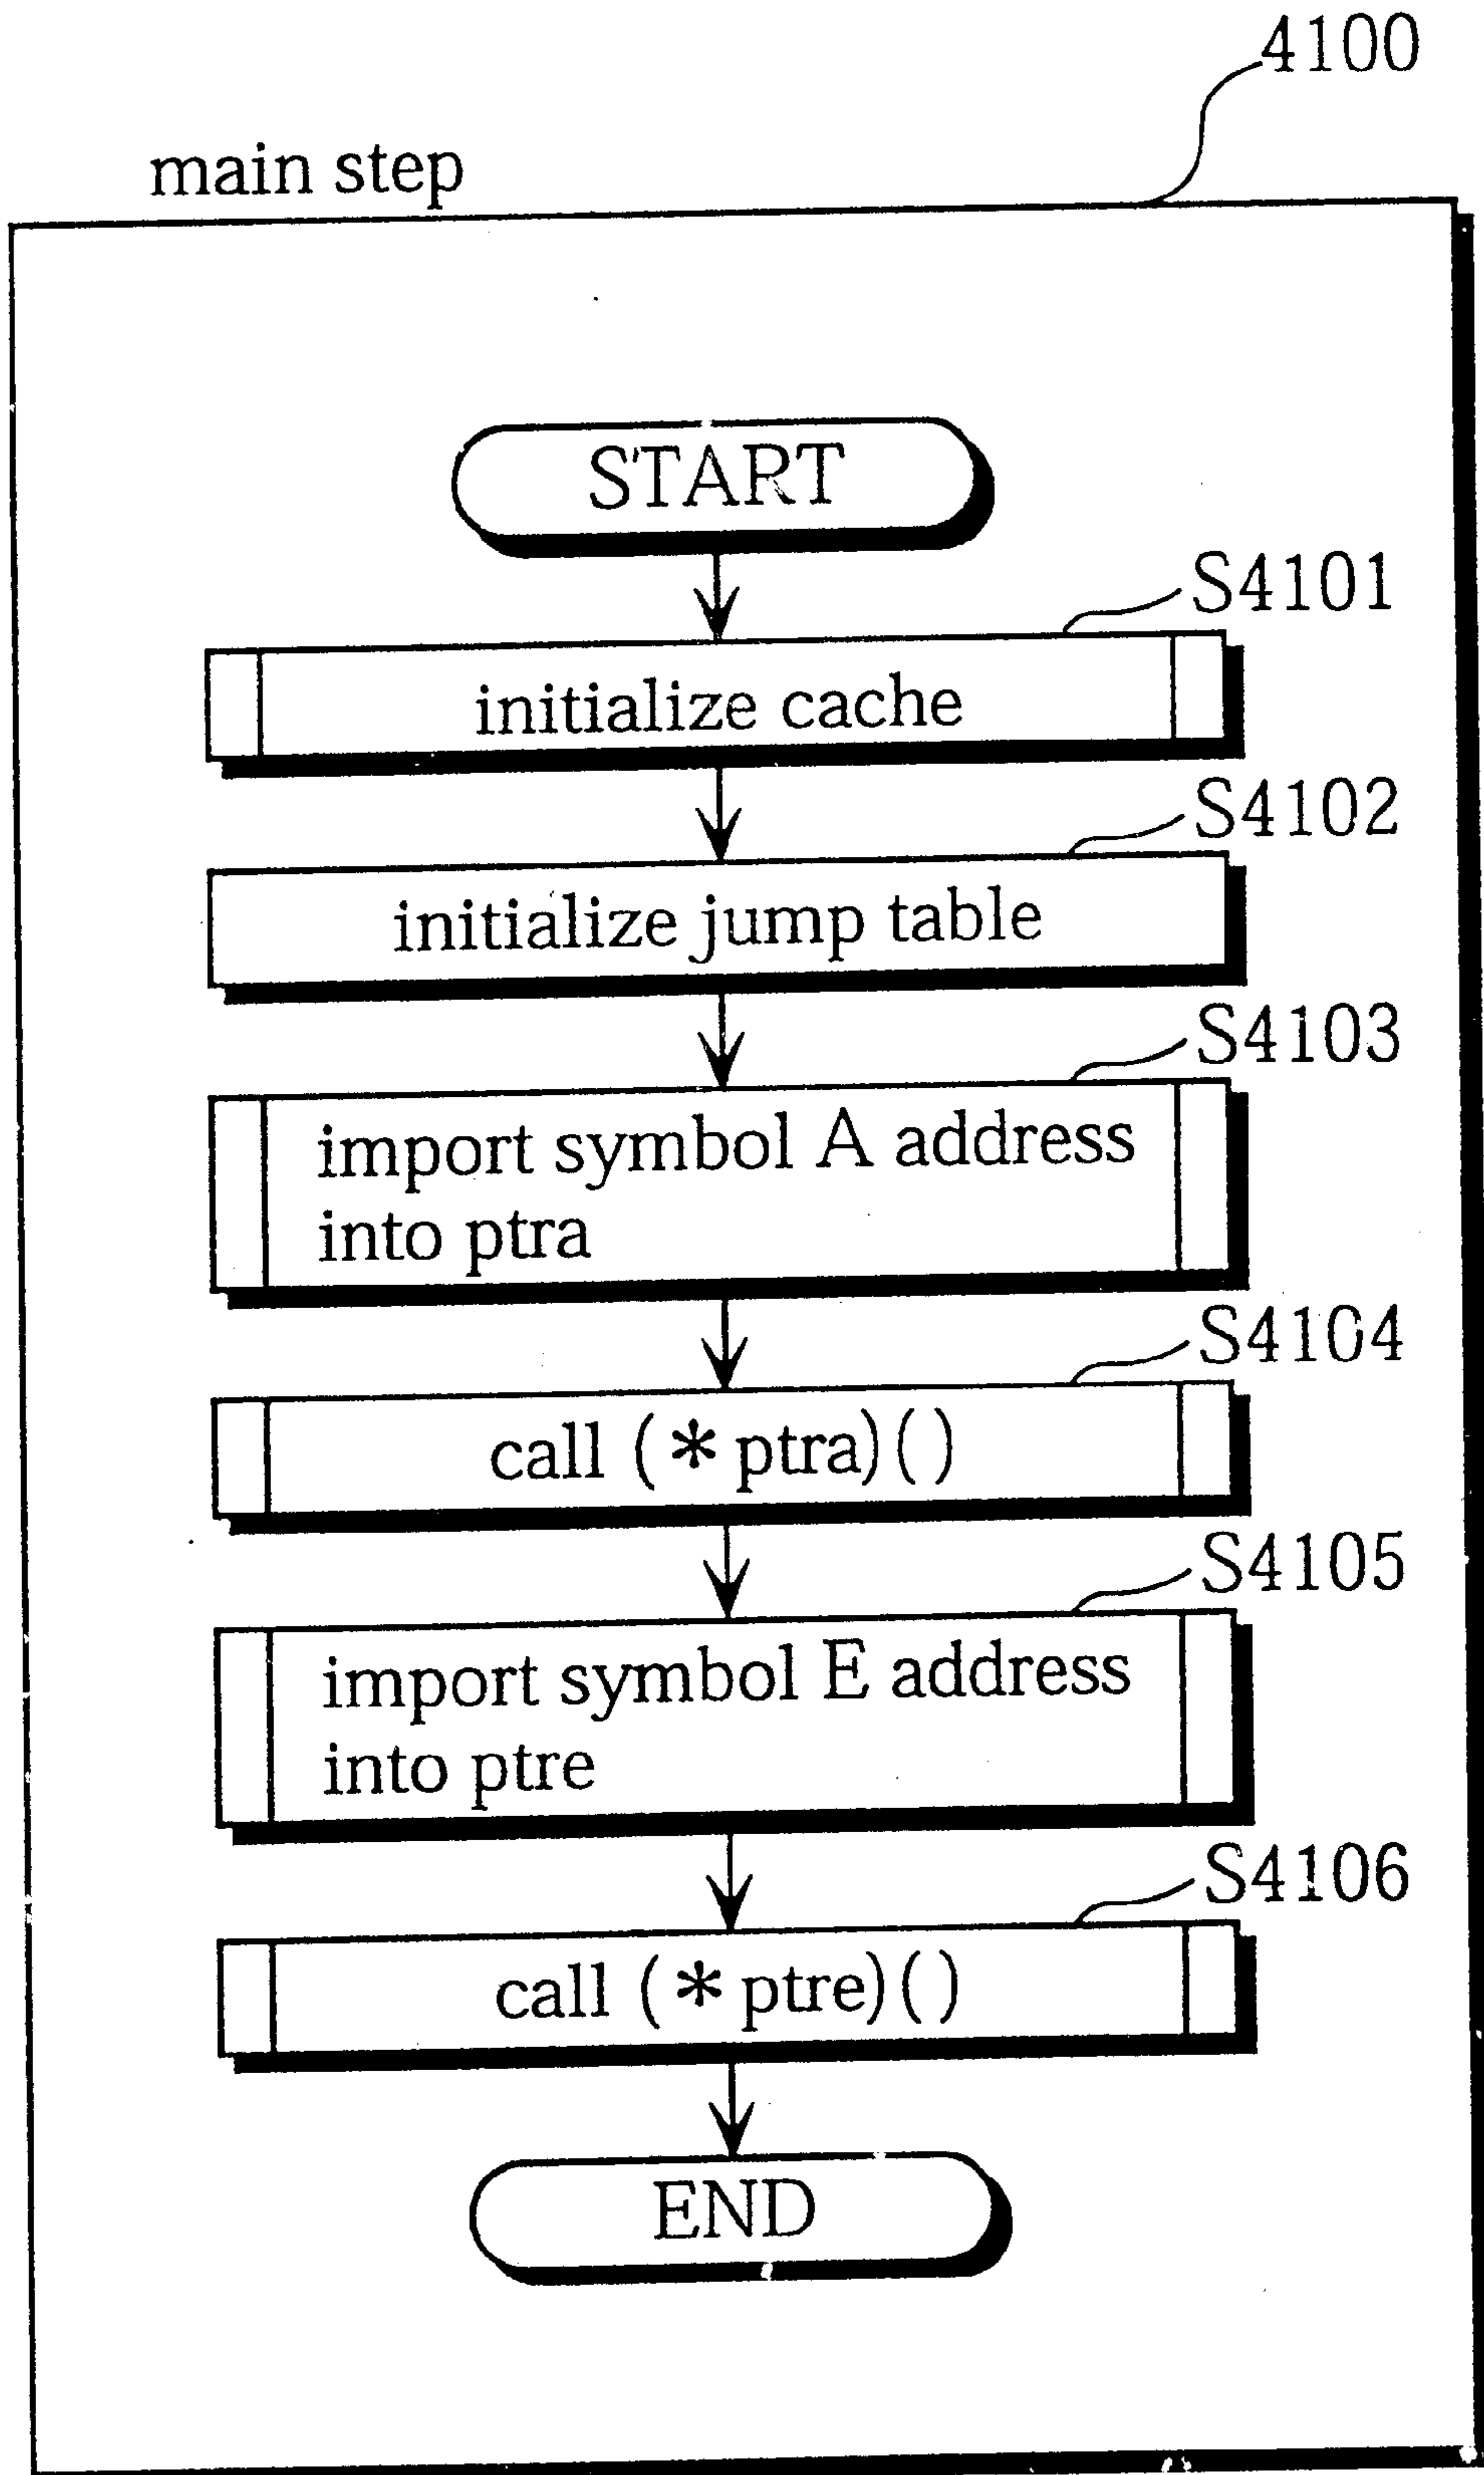 4100
main step
START
S4101
initialize cache
S4102
initialize jump table
S4103
import symbol A address
into ptra
S4104
call (* ptra)()
S4105
import symbol E address
into ptre
S4106
call (* ptre)()
END